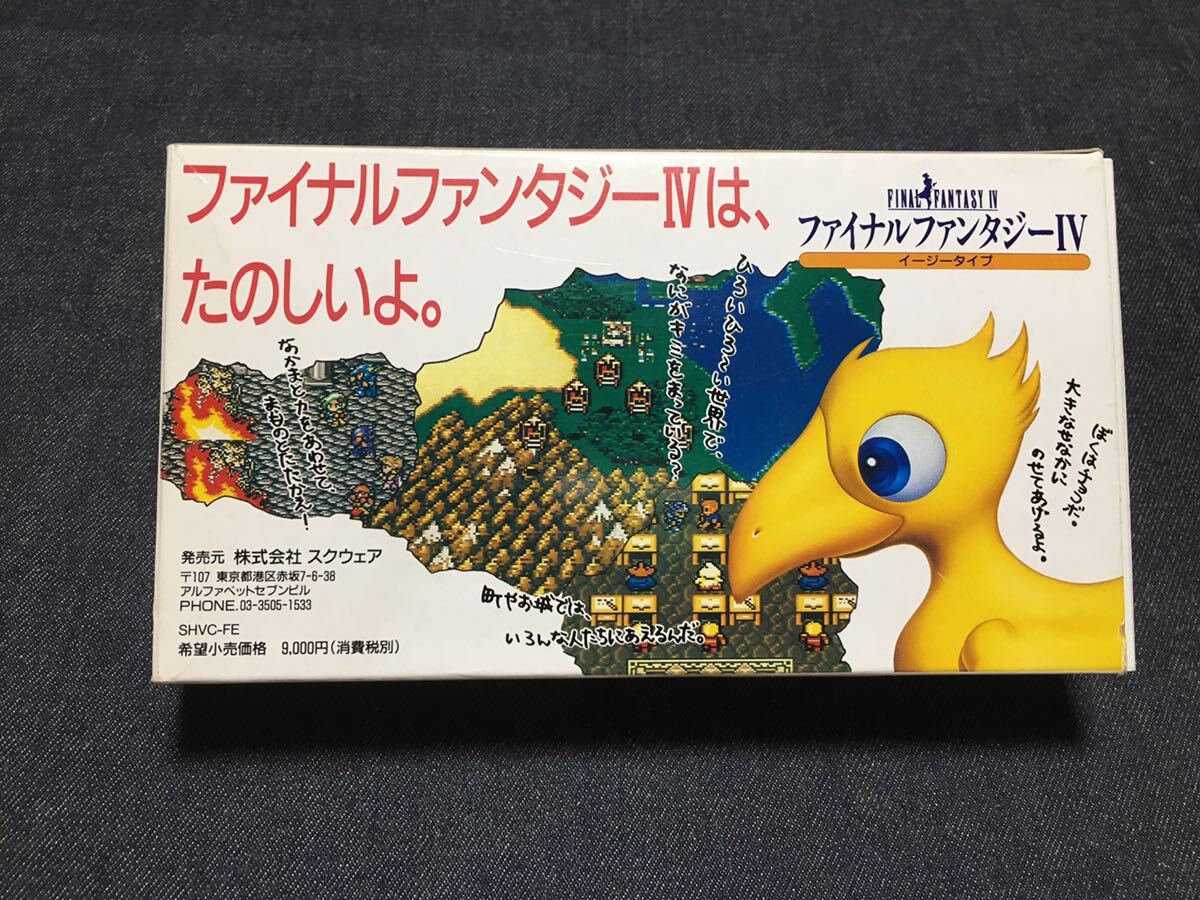 ファイナルファンタジーⅣは、
たのしいよ。
FINAL FANTASY IV
ファイナルファンタジーⅣ
イージータイプ
なかまと力をあわせて、
まものとたたかえ!
ひろいひろ〜い世界で、
なにがキミをまっている?
ぼくはチョコボだ。
大きなせなかに
のせてあげるよ。
町やお城では、
いろんな人たちにあえるんだ。
発売元 株式会社 スクウェア
〒107 東京都港区赤坂7-6-38
アルファベットセブンビル
PHONE.03-3505-1533
SHVC-FE
希望小売価格 9,000円(消費税別)